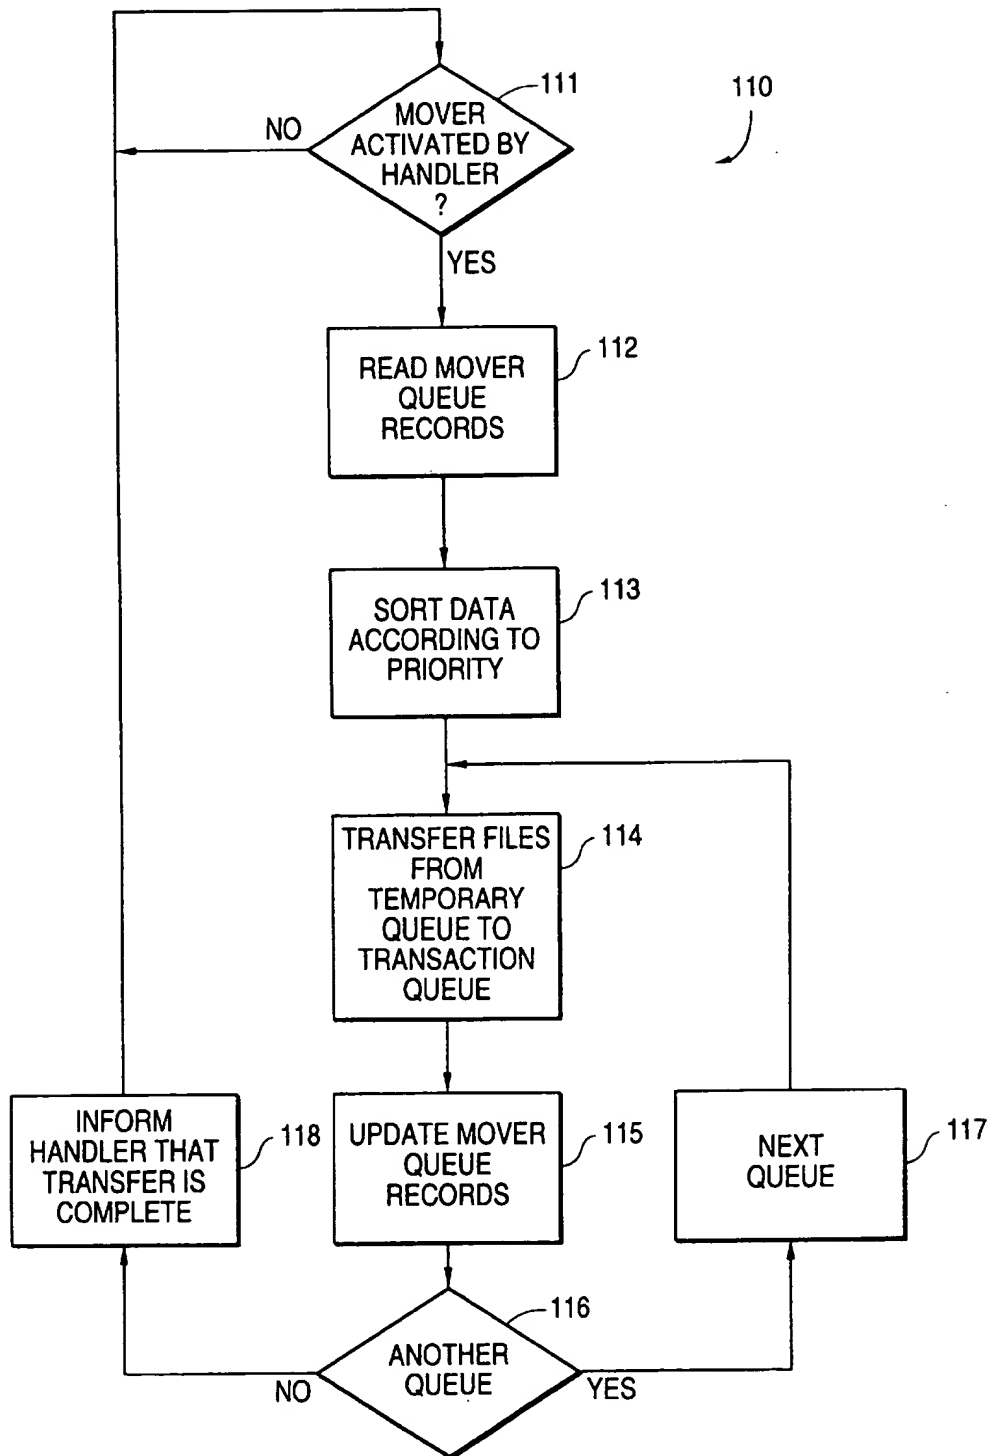 111
110
MOVER
ACTIVATED BY
HANDLER
?
NO
YES
112
READ MOVER
QUEUE
RECORDS
113
SORT DATA
ACCORDING TO
PRIORITY
114
TRANSFER FILES
FROM
TEMPORARY
QUEUE TO
TRANSACTION
QUEUE
INFORM
HANDLER THAT
TRANSFER IS
COMPLETE
118
UPDATE MOVER
QUEUE
RECORDS
115
NEXT
QUEUE
117
116
ANOTHER
QUEUE
NO
YES